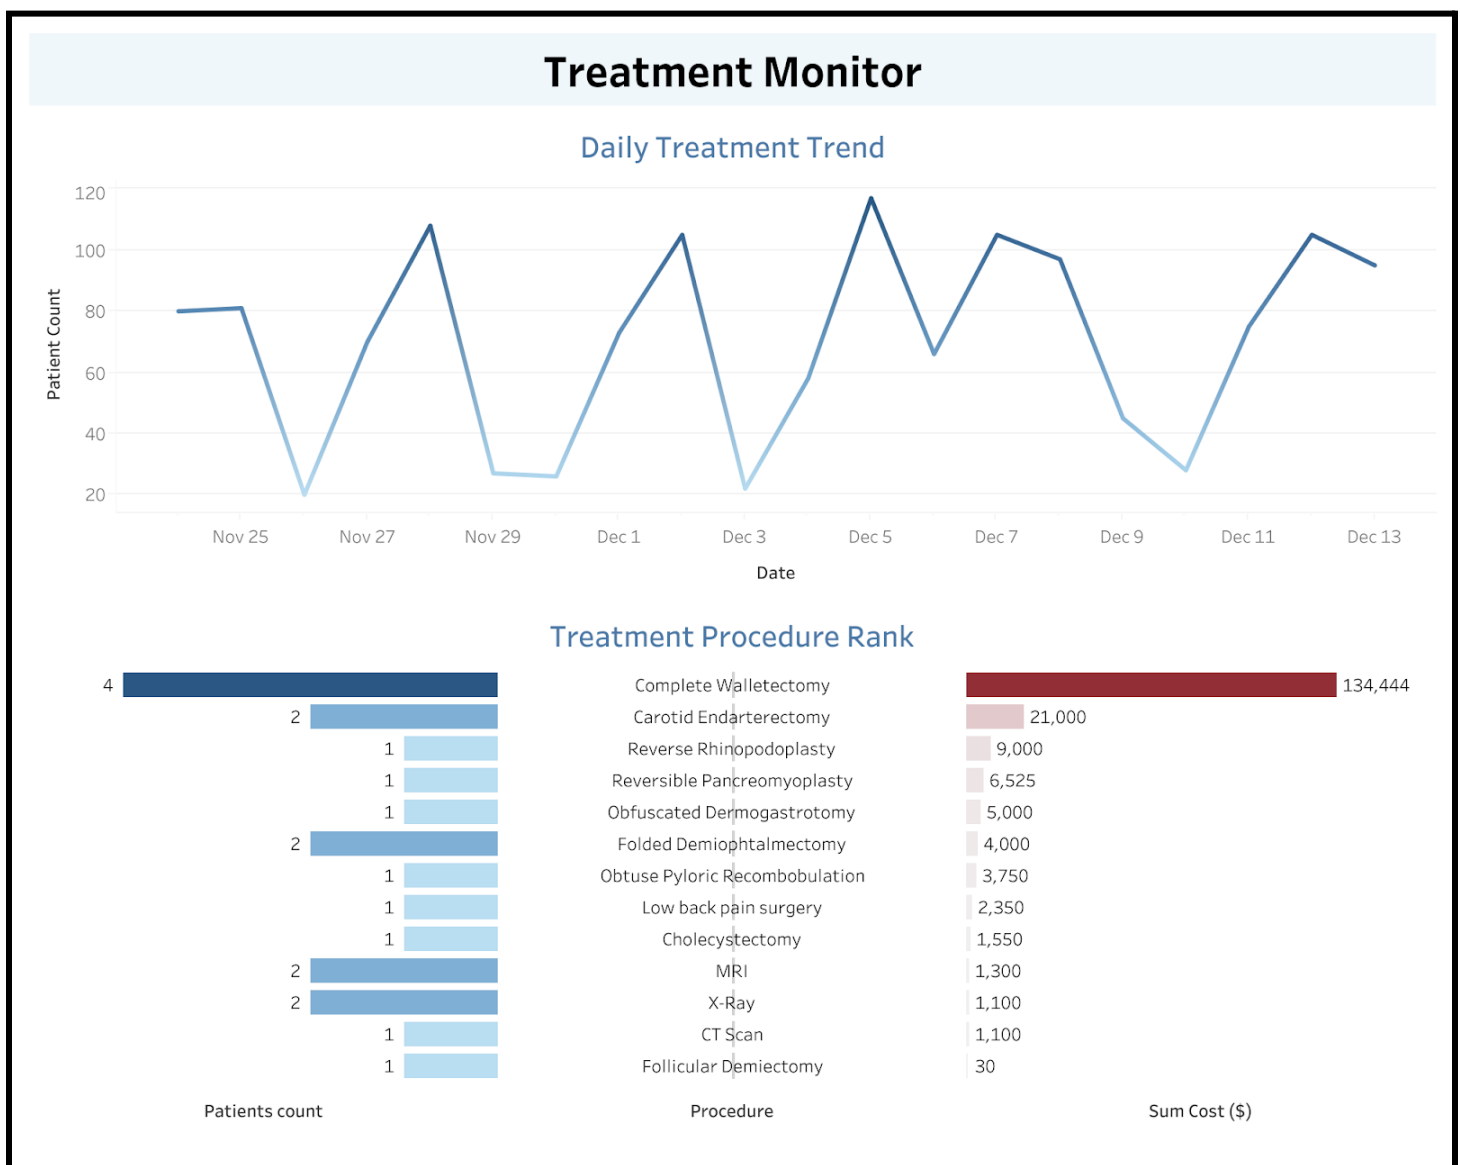 Treatment Monitor
Daily Treatment Trend
120
100
80
60
40
20
Patient Count
Nov 25 Nov 27 Nov 29 Dec 1 Dec 3 Dec 5 Dec 7 Dec 9 Dec 11 Dec 13
Date
Treatment Procedure Rank
4 Complete Walletectomy 134,444
2 Carotid Endarterectomy 21,000
1 Reverse Rhinopodoplasty 9,000
1 Reversible Pancreomyoplasty 6,525
1 Obfuscated Dermogastrotomy 5,000
2 Folded Demiophtalmectomy 4,000
1 Obtuse Pyloric Recombobulation 3,750
1 Low back pain surgery 2,350
1 Cholecystectomy 1,550
2 MRI 1,300
2 X-Ray 1,100
1 CT Scan 1,100
1 Follicular Demiectomy 30
Patients count Procedure Sum Cost ($)